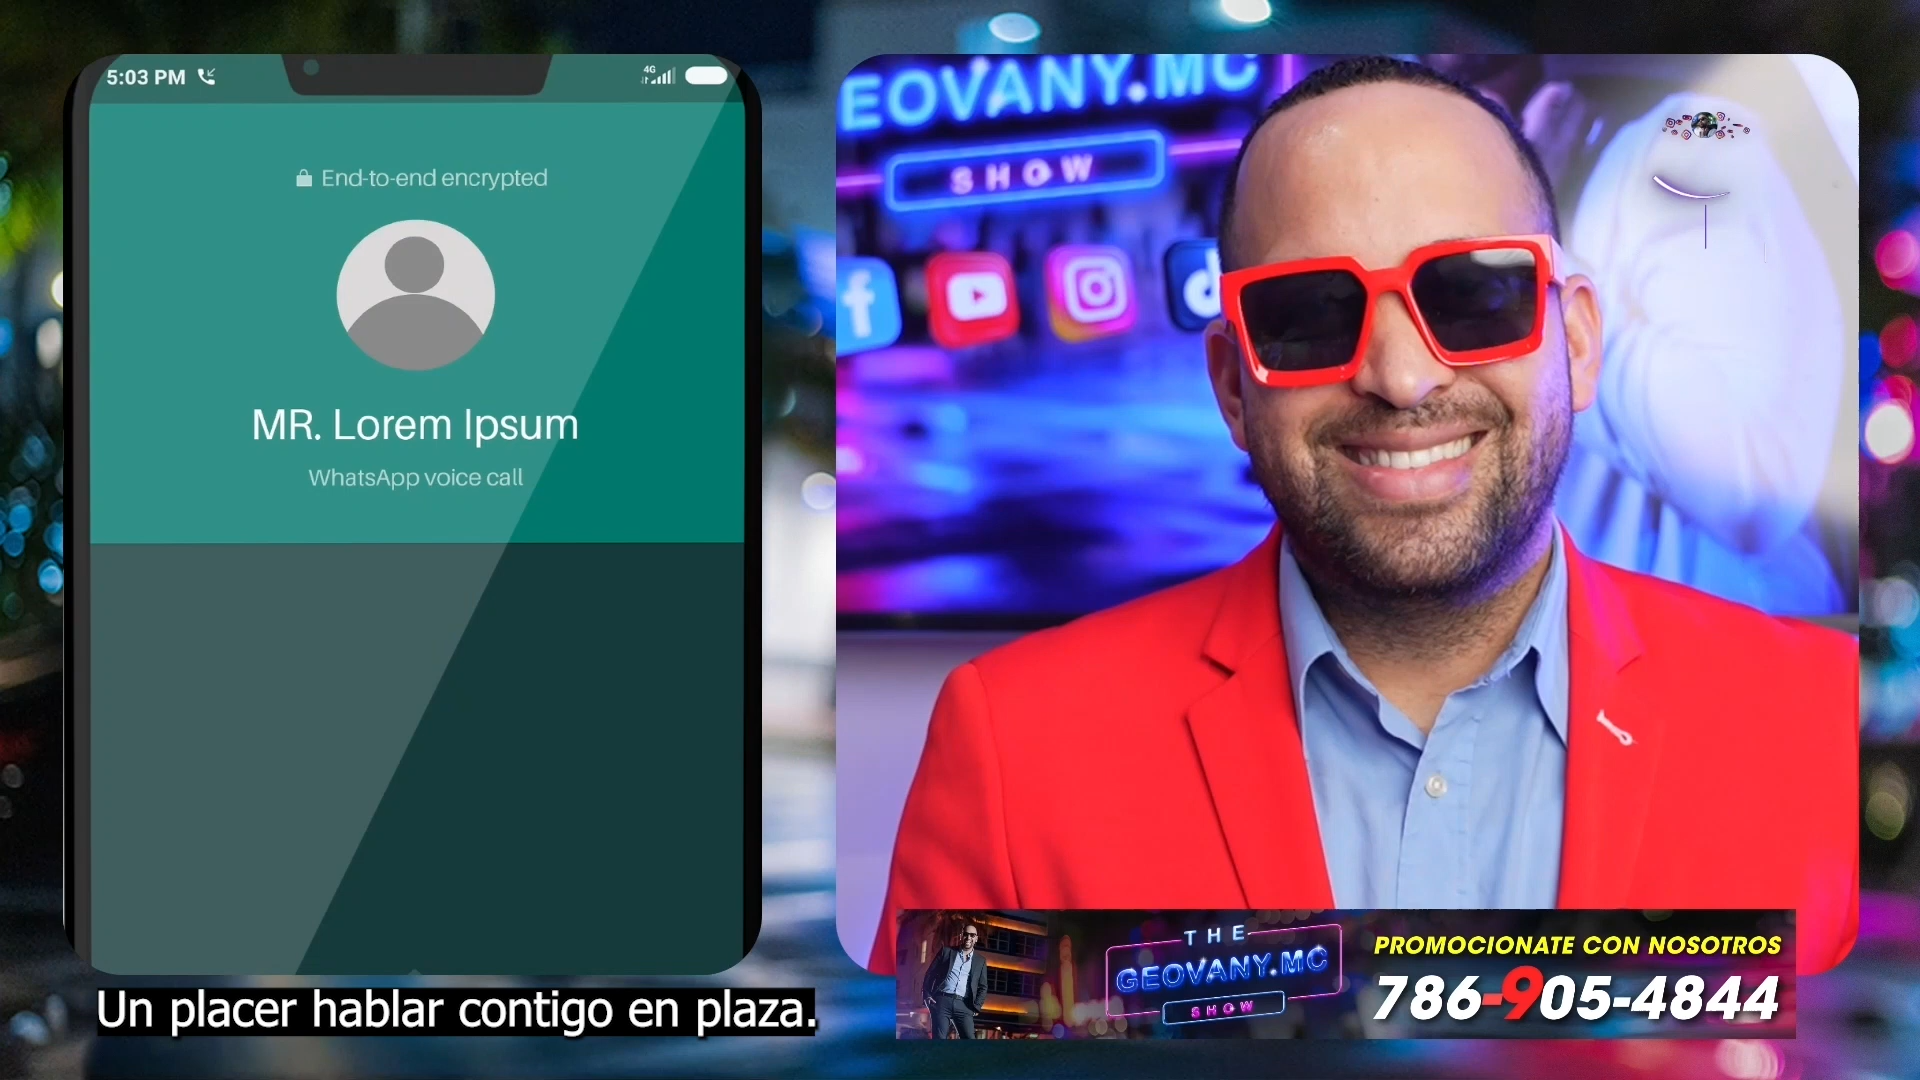 5:03 PM
4G
End-to-end encrypted
MR. Lorem Ipsum
WhatsApp voice call
EOVANY.MC
SHOW
Un placer hablar contigo en plaza.
THE
GEOVANY.MC
SHOW
PROMOCIONATE CON NOSOTROS
786-905-4844